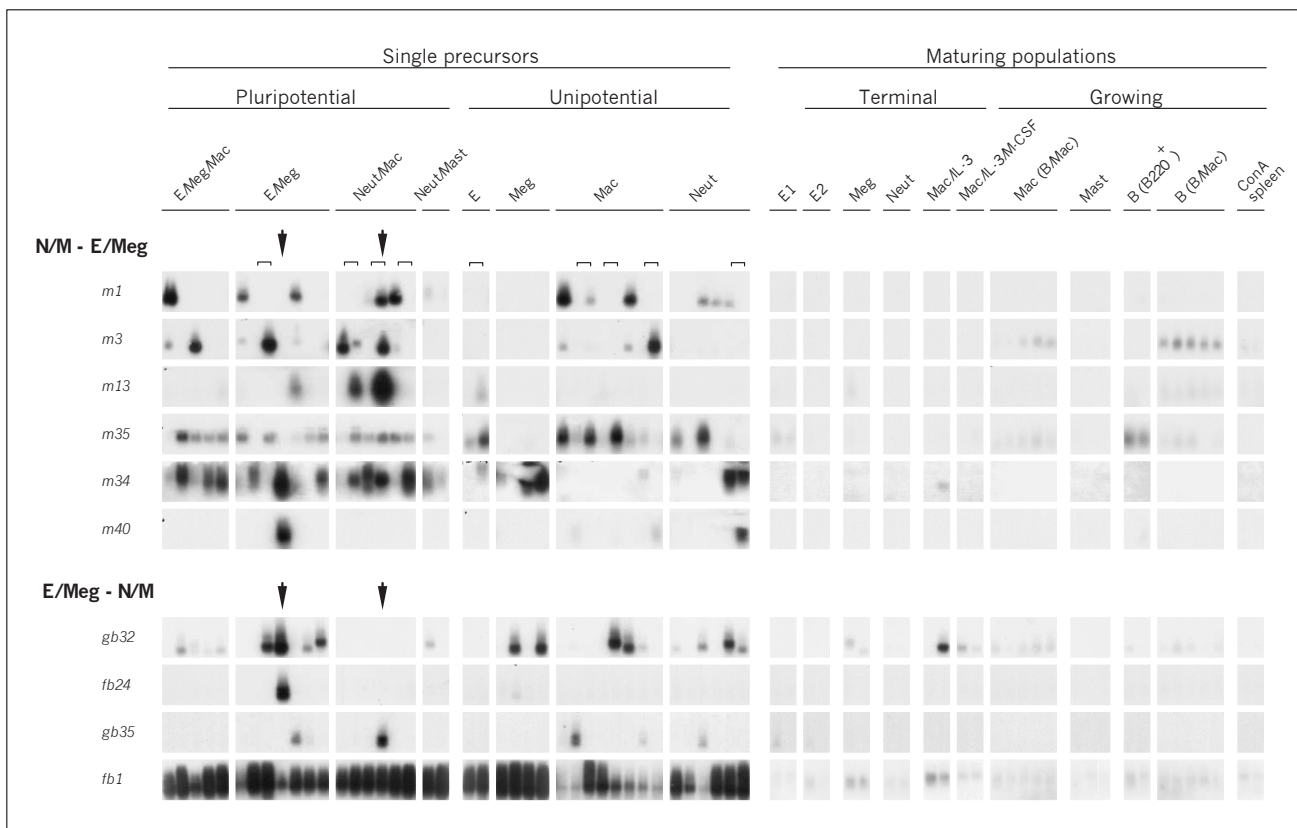 Single precursors
Maturing populations
Pluripotential
Unipotential
Terminal
Growing
E/Meg/Mac
E/Meg
Neut/Mac
Neut/Mast
E
Meg
Mac
Neut
E1
E2
Meg
Neut
Mac/IL-3
Mac/IL-3/M-CSF
Mac (B/Mac)
Mast
B (B220+)
B (B/Mac)
ConA spleen
N/M - E/Meg
m1
m3
m13
m35
m34
m40
E/Meg - N/M
gb32
fb24
gb35
fb1